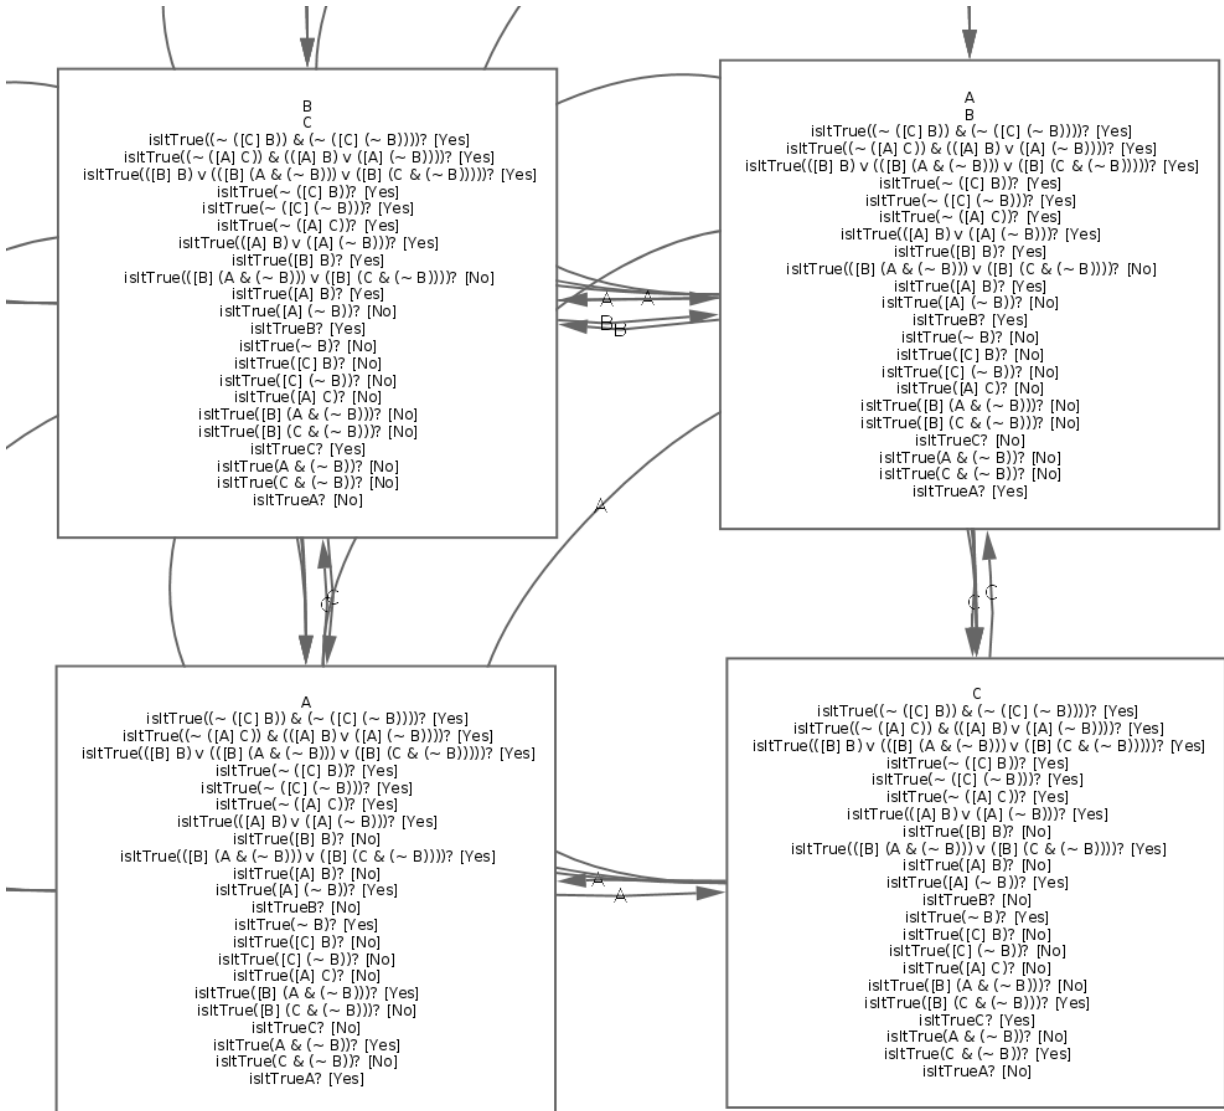 B
C
isItTrue((~ ([C] B)) & (~ ([C] (~ B))))? [Yes]
isItTrue((~ ([A] C)) & (([A] B) v ([A] (~ B))))? [Yes]
isItTrue(([B] B) v (([B] (A & (~ B))) v ([B] (C & (~ B)))))? [Yes]
isItTrue(~ ([C] B))? [Yes]
isItTrue(~ ([C] (~ B)))? [Yes]
isItTrue(~ ([A] C))? [Yes]
isItTrue(([A] B) v ([A] (~ B)))? [Yes]
isItTrue([B] B)? [Yes]
isItTrue(([B] (A & (~ B))) v ([B] (C & (~ B))))? [No]
isItTrue([A] B)? [Yes]
isItTrue([A] (~ B))? [No]
isItTrueB? [Yes]
isItTrue(~ B)? [No]
isItTrue([C] B)? [No]
isItTrue([C] (~ B))? [No]
isItTrue([A] C)? [No]
isItTrue([B] (A & (~ B)))? [No]
isItTrue([B] (C & (~ B)))? [No]
isItTrueC? [Yes]
isItTrue(A & (~ B))? [No]
isItTrue(C & (~ B))? [No]
isItTrueA? [No]
A
B
isItTrue((~ ([C] B)) & (~ ([C] (~ B))))? [Yes]
isItTrue((~ ([A] C)) & (([A] B) v ([A] (~ B))))? [Yes]
isItTrue(([B] B) v (([B] (A & (~ B))) v ([B] (C & (~ B)))))? [Yes]
isItTrue(~ ([C] B))? [Yes]
isItTrue(~ ([C] (~ B)))? [Yes]
isItTrue(~ ([A] C))? [Yes]
isItTrue(([A] B) v ([A] (~ B)))? [Yes]
isItTrue([B] B)? [Yes]
isItTrue(([B] (A & (~ B))) v ([B] (C & (~ B))))? [No]
isItTrue([A] B)? [Yes]
isItTrue([A] (~ B))? [No]
isItTrueB? [Yes]
isItTrue(~ B)? [No]
isItTrue([C] B)? [No]
isItTrue([C] (~ B))? [No]
isItTrue([A] C)? [No]
isItTrue([B] (A & (~ B)))? [No]
isItTrue([B] (C & (~ B)))? [No]
isItTrueC? [No]
isItTrue(A & (~ B))? [No]
isItTrue(C & (~ B))? [No]
isItTrueA? [Yes]
A
A
B
B
A
C
C
C
C
A
isItTrue((~ ([C] B)) & (~ ([C] (~ B))))? [Yes]
isItTrue((~ ([A] C)) & (([A] B) v ([A] (~ B))))? [Yes]
isItTrue(([B] B) v (([B] (A & (~ B))) v ([B] (C & (~ B)))))? [Yes]
isItTrue(~ ([C] B))? [Yes]
isItTrue(~ ([C] (~ B)))? [Yes]
isItTrue(~ ([A] C))? [Yes]
isItTrue(([A] B) v ([A] (~ B)))? [Yes]
isItTrue([B] B)? [No]
isItTrue(([B] (A & (~ B))) v ([B] (C & (~ B))))? [Yes]
isItTrue([A] B)? [No]
isItTrue([A] (~ B))? [Yes]
isItTrueB? [No]
isItTrue(~ B)? [Yes]
isItTrue([C] B)? [No]
isItTrue([C] (~ B))? [No]
isItTrue([A] C)? [No]
isItTrue([B] (A & (~ B)))? [Yes]
isItTrue([B] (C & (~ B)))? [No]
isItTrueC? [No]
isItTrue(A & (~ B))? [Yes]
isItTrue(C & (~ B))? [No]
isItTrueA? [Yes]
A
A
C
isItTrue((~ ([C] B)) & (~ ([C] (~ B))))? [Yes]
isItTrue((~ ([A] C)) & (([A] B) v ([A] (~ B))))? [Yes]
isItTrue(([B] B) v (([B] (A & (~ B))) v ([B] (C & (~ B)))))? [Yes]
isItTrue(~ ([C] B))? [Yes]
isItTrue(~ ([C] (~ B)))? [Yes]
isItTrue(~ ([A] C))? [Yes]
isItTrue(([A] B) v ([A] (~ B)))? [Yes]
isItTrue([B] B)? [No]
isItTrue(([B] (A & (~ B))) v ([B] (C & (~ B))))? [Yes]
isItTrue([A] B)? [No]
isItTrue([A] (~ B))? [Yes]
isItTrueB? [No]
isItTrue(~ B)? [Yes]
isItTrue([C] B)? [No]
isItTrue([C] (~ B))? [No]
isItTrue([A] C)? [No]
isItTrue([B] (A & (~ B)))? [No]
isItTrue([B] (C & (~ B)))? [Yes]
isItTrueC? [Yes]
isItTrue(A & (~ B))? [No]
isItTrue(C & (~ B))? [Yes]
isItTrueA? [No]